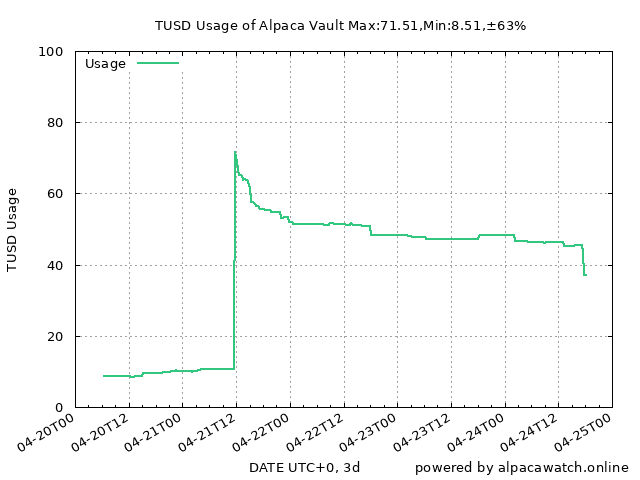 TUSD Usage of Alpaca Vault Max:71.51,Min:8.51,±63%
Usage
100
80
60
40
20
0
TUSD Usage
04-20T00
04-20T12
04-21T00
04-21T12
04-22T00
04-22T12
04-23T00
04-23T12
04-24T00
04-24T12
04-25T00
DATE UTC+0, 3d
powered by alpacawatch.online